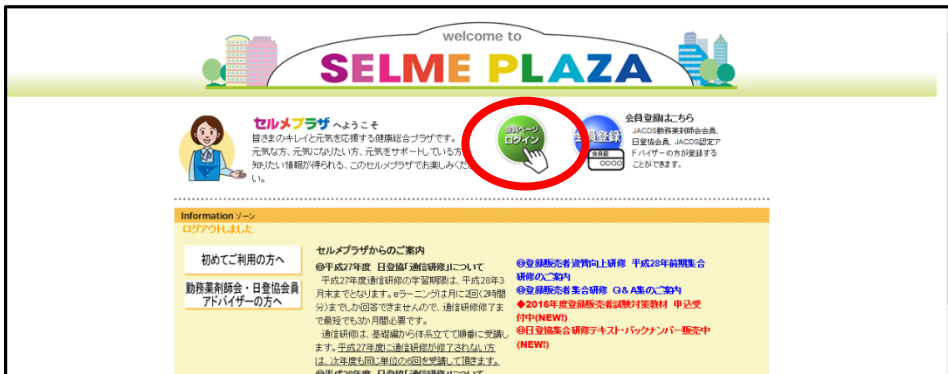 welcome to
SELME PLAZA
セルメプラザ へようこそ
皆さまのキレイと元気を応援する健康総合プラザです。
元気な方、元気になりたい方、元気をサポートしている方
知りたい情報が得られる、このセルメプラザでお楽しみくださ
い。
会員ページ
ログイン
会員登録
会員証
○○○○
会員登録はこちら
JACDS勤務薬剤師会会員、
日登協会員、JACDS認定ア
ドバイザーの方が登録する
ことができます。
Information ゾーン
ログアウトしました
初めてご利用の方へ
勤務薬剤師会・日登協会員
アドバイザーの方へ
セルメプラザからのご案内
◎平成27年度 日登協「通信研修」について
平成27年度通信研修の学習期限は、平成28年3
月末までとなります。eラーニングは月に2回(2時間
分)までしか回答できませんので、通信研修修了ま
で最短でも3か月間必要です。
通信研修は、基礎編から体系立てて順番に受講し
ます。平成27年度に通信研修が修了されない方
は、次年度も同じ単位の6回を受講して頂きます。
◎平成28年度 日登協「通信研修」について
◎登録販売者資質向上研修 平成28年前期集合
研修のご案内
◎登録販売者集合研修 Q&A集のご案内
◆2016年度登録販売者試験対策教材 申込受
付中(NEW!)
◎日登協集合研修テキスト・バックナンバー販売中
(NEW!)